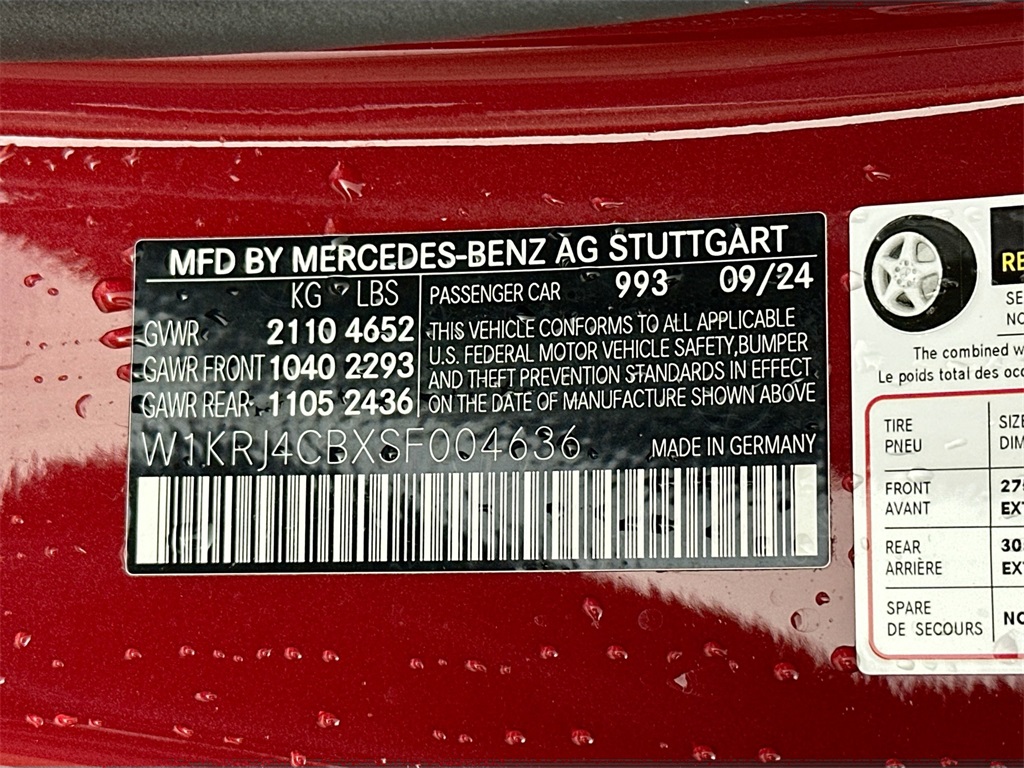 MFD BY MERCEDES-BENZ AG STUTTGART
KG LBS
GVWR 2110 4652
GAWR FRONT 1040 2293
GAWR REAR 1105 2436
PASSENGER CAR 993 09/24
THIS VEHICLE CONFORMS TO ALL APPLICABLE
U.S. FEDERAL MOTOR VEHICLE SAFETY, BUMPER
AND THEFT PREVENTION STANDARDS IN EFFECT
ON THE DATE OF MANUFACTURE SHOWN ABOVE
W1KRJ4CBXSF004636
MADE IN GERMANY
The combined
Le poids total des
TIRE
PNEU
FRONT
AVANT
REAR
ARRIÈRE
SPARE
DE SECOURS